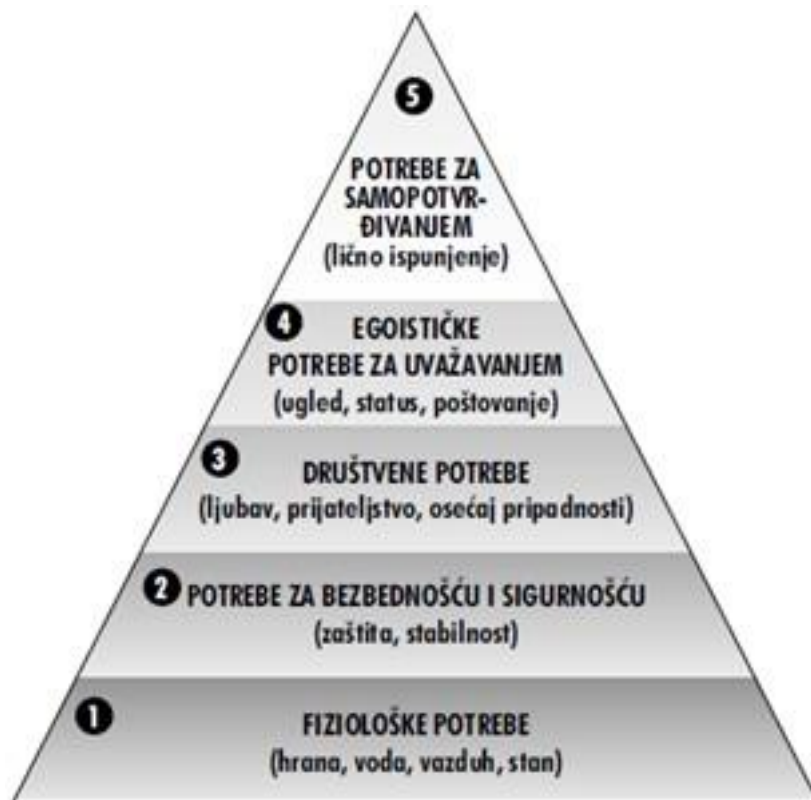 5
POTREBE ZA
SAMOPOTVR-
ĐIVANJEM
(lično ispunjenje)
4 EGOISTIČKE
POTREBE ZA UVAŽAVANJEM
(ugled, status, poštovanje)
3 DRUŠTVENE POTREBE
(ljubav, prijateljstvo, osećaj pripadnosti)
2 POTREBE ZA BEZBEDNOŠĆU I SIGURNOŠĆU
(zaštita, stabilnost)
1 FIZIOLOŠKE POTREBE
(hrana, voda, vazduh, stan)